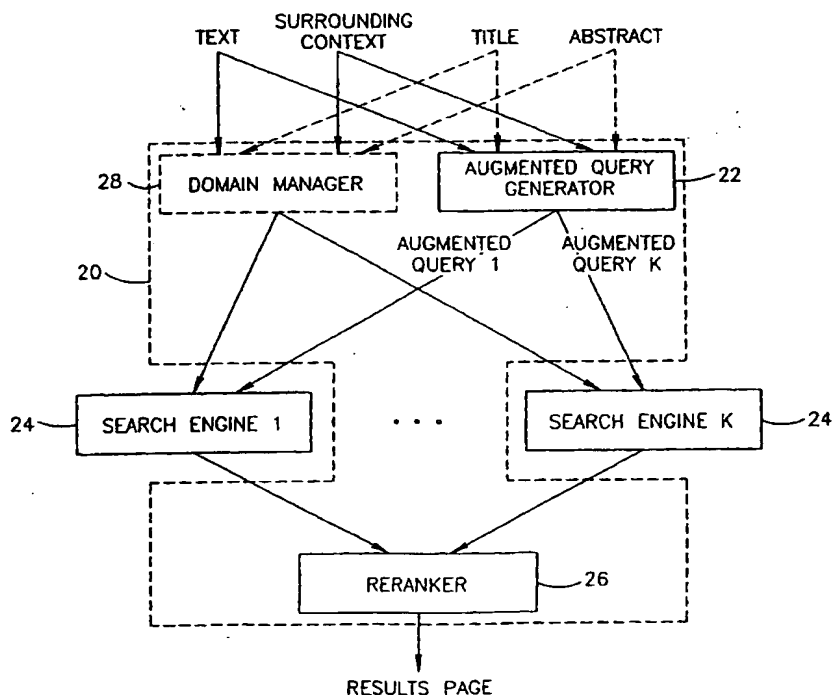 TEXT
SURROUNDING
CONTEXT
TITLE
ABSTRACT
28
DOMAIN MANAGER
AUGMENTED QUERY
GENERATOR
22
20
AUGMENTED
QUERY 1
AUGMENTED
QUERY K
24
SEARCH ENGINE 1
. . .
SEARCH ENGINE K
24
RERANKER
26
RESULTS PAGE